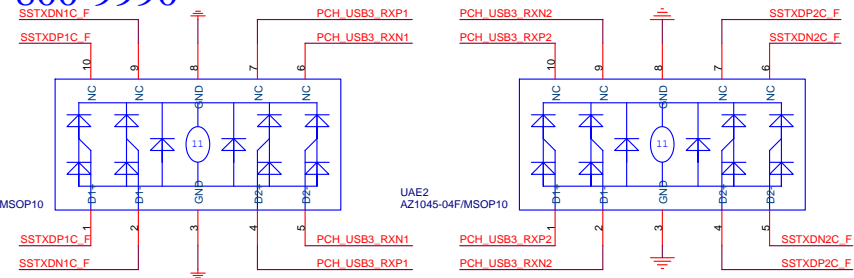 SSTXDN1C_F PCH_USB3_RXP1 PCH_USB3_RXN2 SSTXDP2C_F
SSTXDP1C_F PCH_USB3_RXN1 PCH_USB3_RXP2 SSTXDN2C_F
10 9 8 7 6 10 9 8 7 6
NC NC GND NC NC NC NC GND NC NC
11 11
D1+ D1- GND D2+ D2- D1+ D1- GND D2+ D2-
UAE2
MSOP10 AZ1045-04F/MSOP10
1 2 3 4 5 1 2 3 4 5
SSTXDP1C_F PCH_USB3_RXN1 PCH_USB3_RXP2 SSTXDN2C_F
SSTXDN1C_F PCH_USB3_RXP1 PCH_USB3_RXN2 SSTXDP2C_F